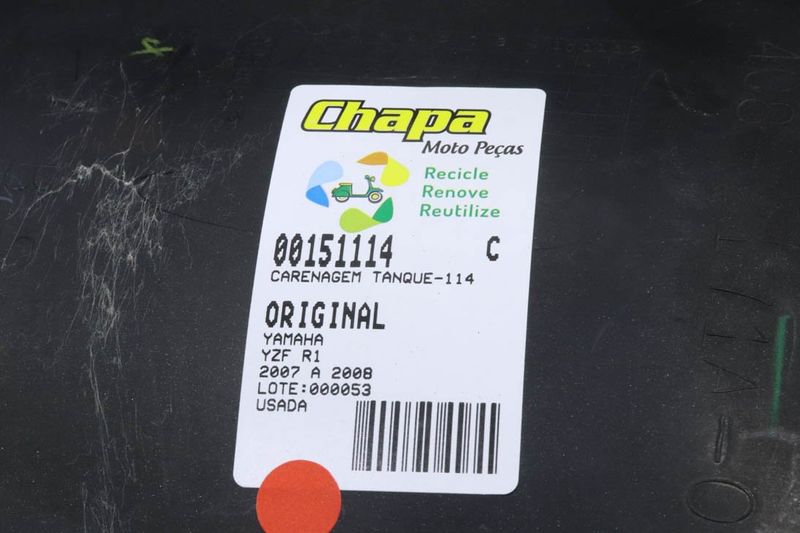 Chapa
Moto Peças
Recicle
Renove
Reutilize
00151114 C
CARENAGEM TANQUE-114
ORIGINAL
YAMAHA
YZF R1
2007 A 2008
LOTE:000053
USADA